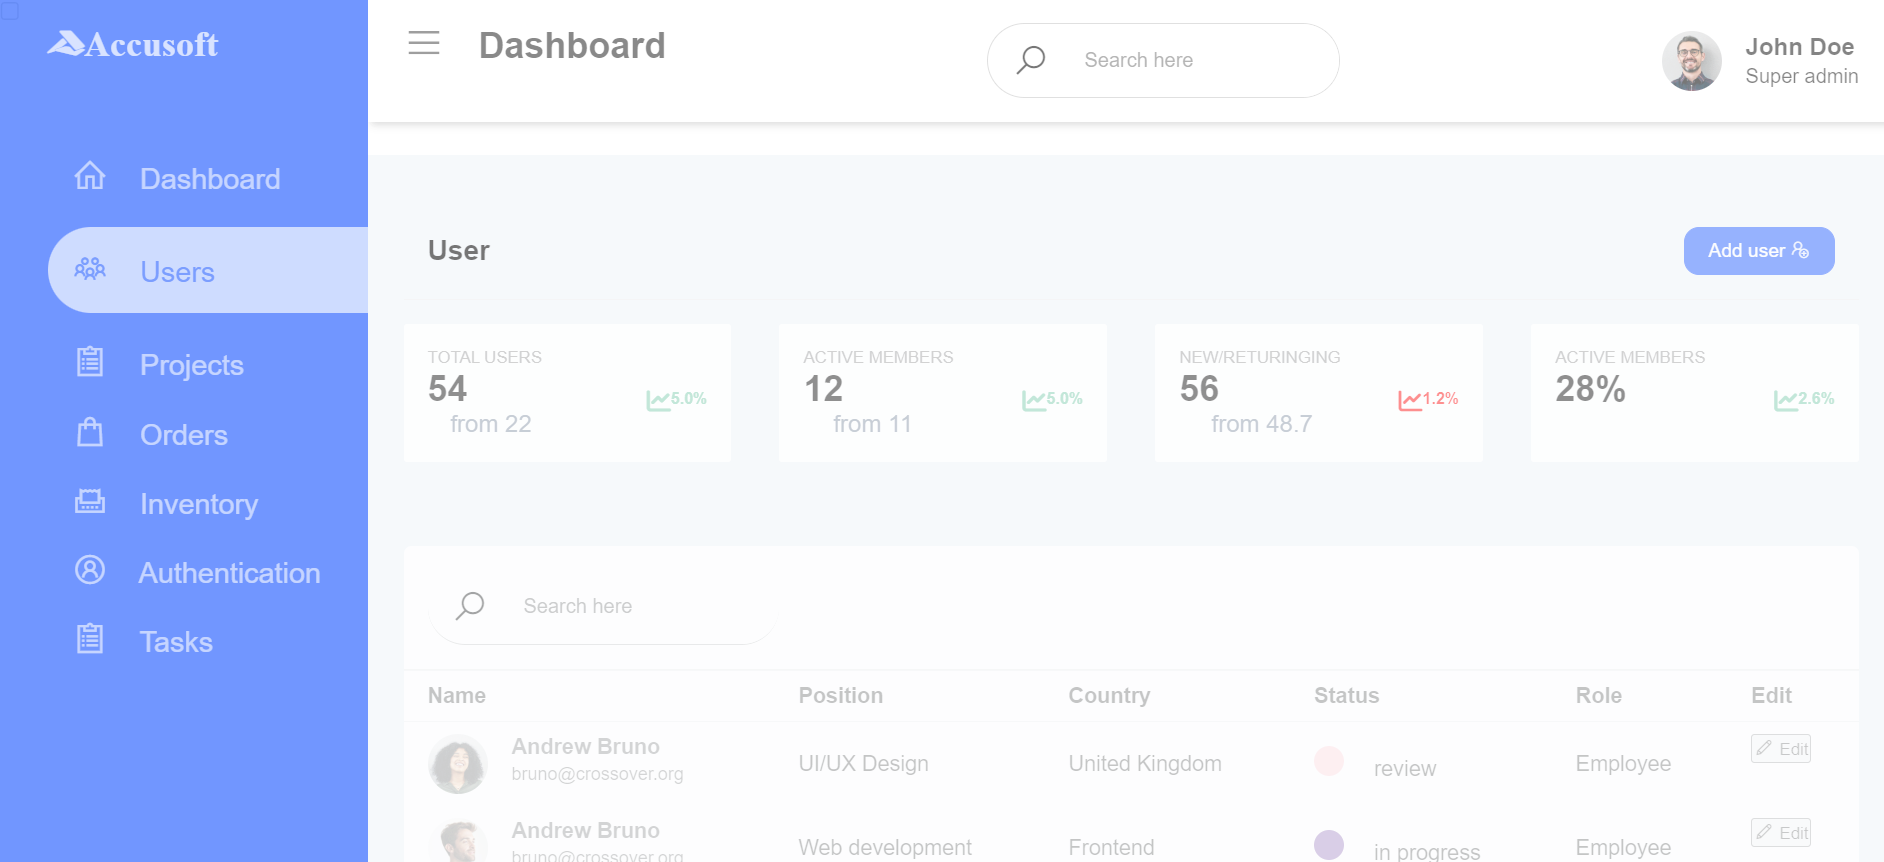 Accusoft
Dashboard
Users
Projects
Orders
Inventory
Authentication
Tasks
Dashboard
Search here
John Doe
Super admin
User
Add user
TOTAL USERS
54
from 22
5.0%
ACTIVE MEMBERS
12
from 11
5.0%
NEW/RETURINGING
56
from 48.7
1.2%
ACTIVE MEMBERS
28%
2.6%
Search here
Name Position Country Status Role Edit
Andrew Bruno
bruno@crossover.org
UI/UX Design
United Kingdom
review
Employee
Edit
Andrew Bruno
bruno@crossover.org
Web development
Frontend
in progress
Employee
Edit